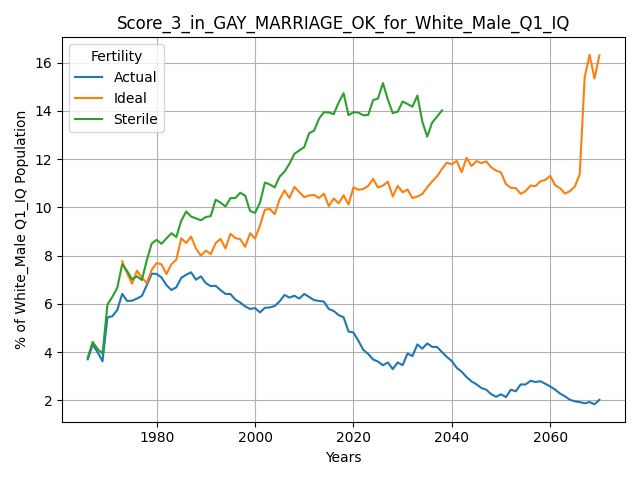 Score_3_in_GAY_MARRIAGE_OK_for_White_Male_Q1_IQ
Fertility
Actual
Ideal
Sterile
% of White_Male Q1_IQ Population
16
14
12
10
8
6
4
2
1980
2000
2020
2040
2060
Years